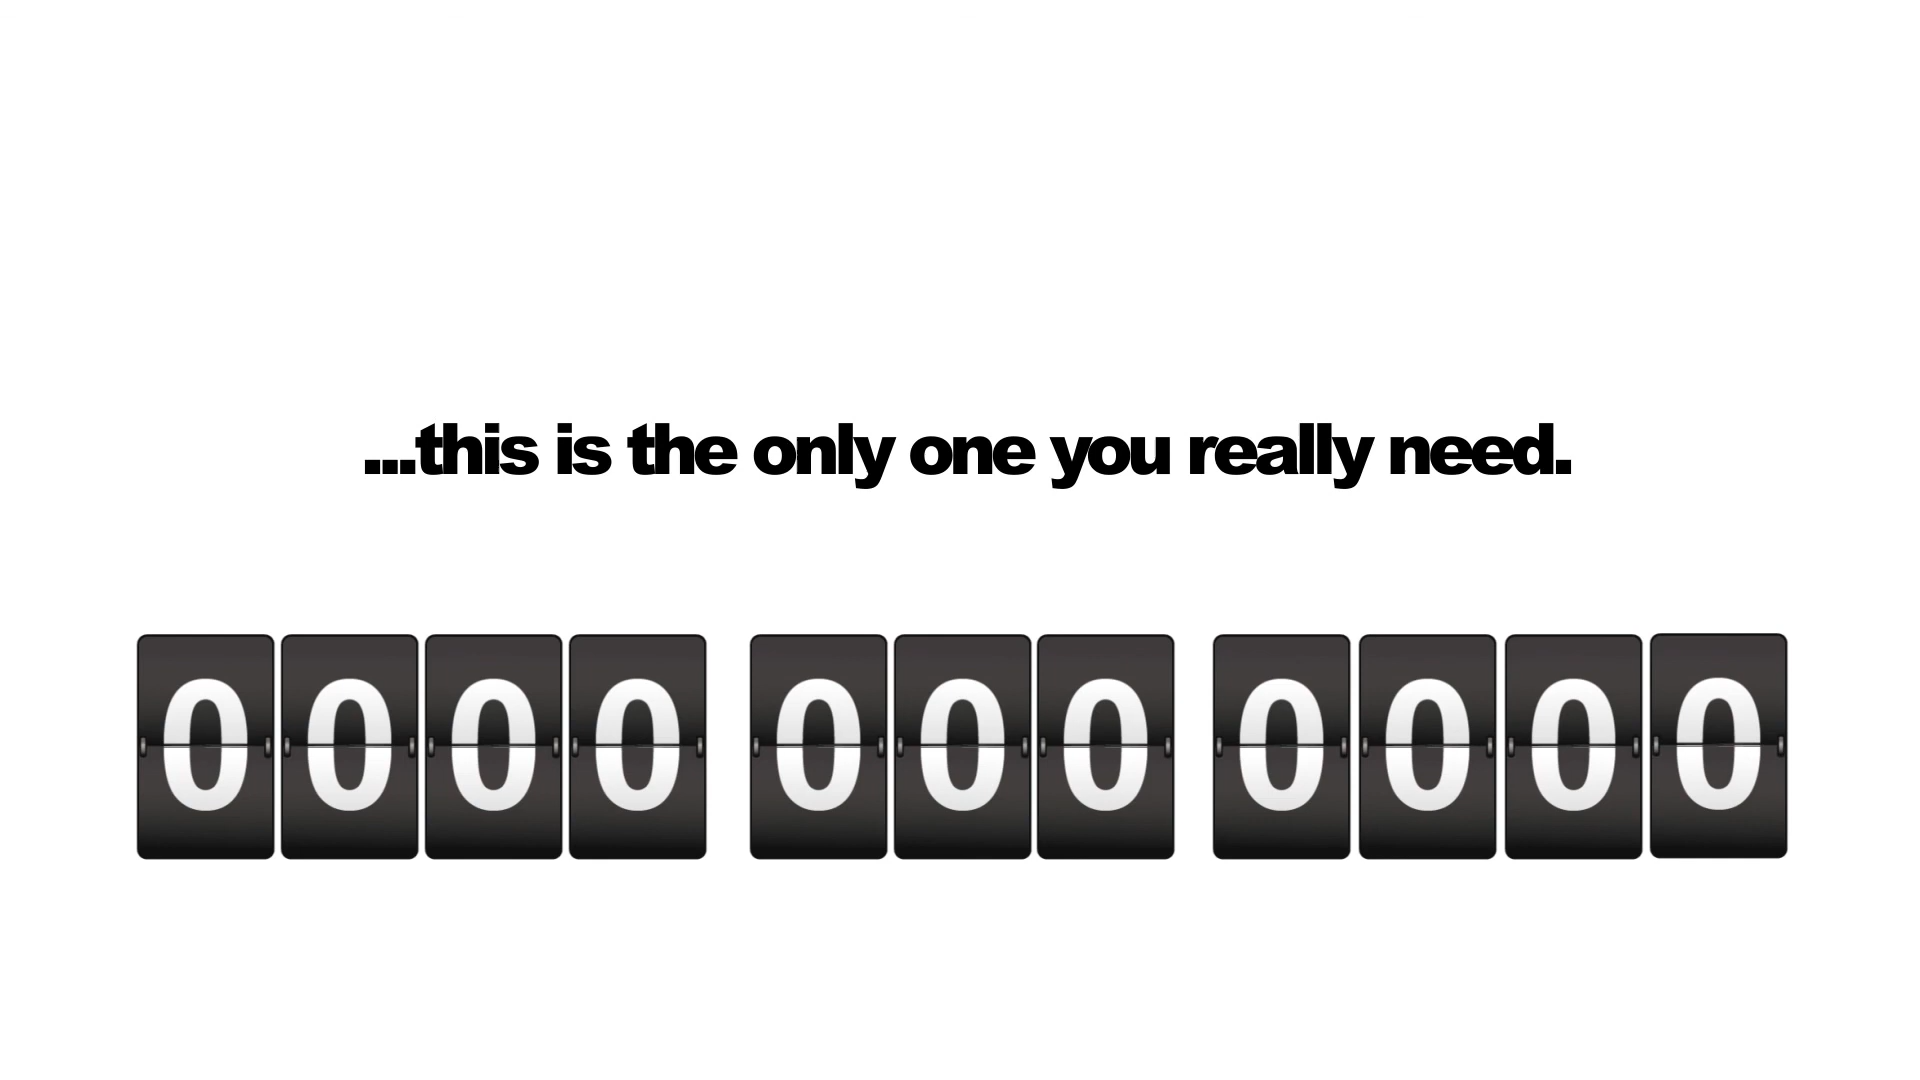 ...this is the only one you really need.
0000 000 0000